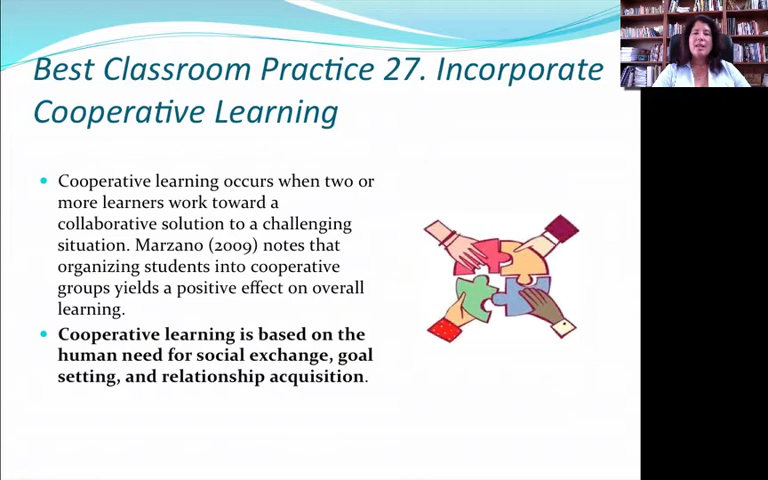 Best Classroom Practice 27. Incorporate
Cooperative Learning
Cooperative learning occurs when two or
more learners work toward a
collaborative solution to a challenging
situation. Marzano (2009) notes that
organizing students into cooperative
groups yields a positive effect on overall
learning.
Cooperative learning is based on the
human need for social exchange, goal
setting, and relationship acquisition.